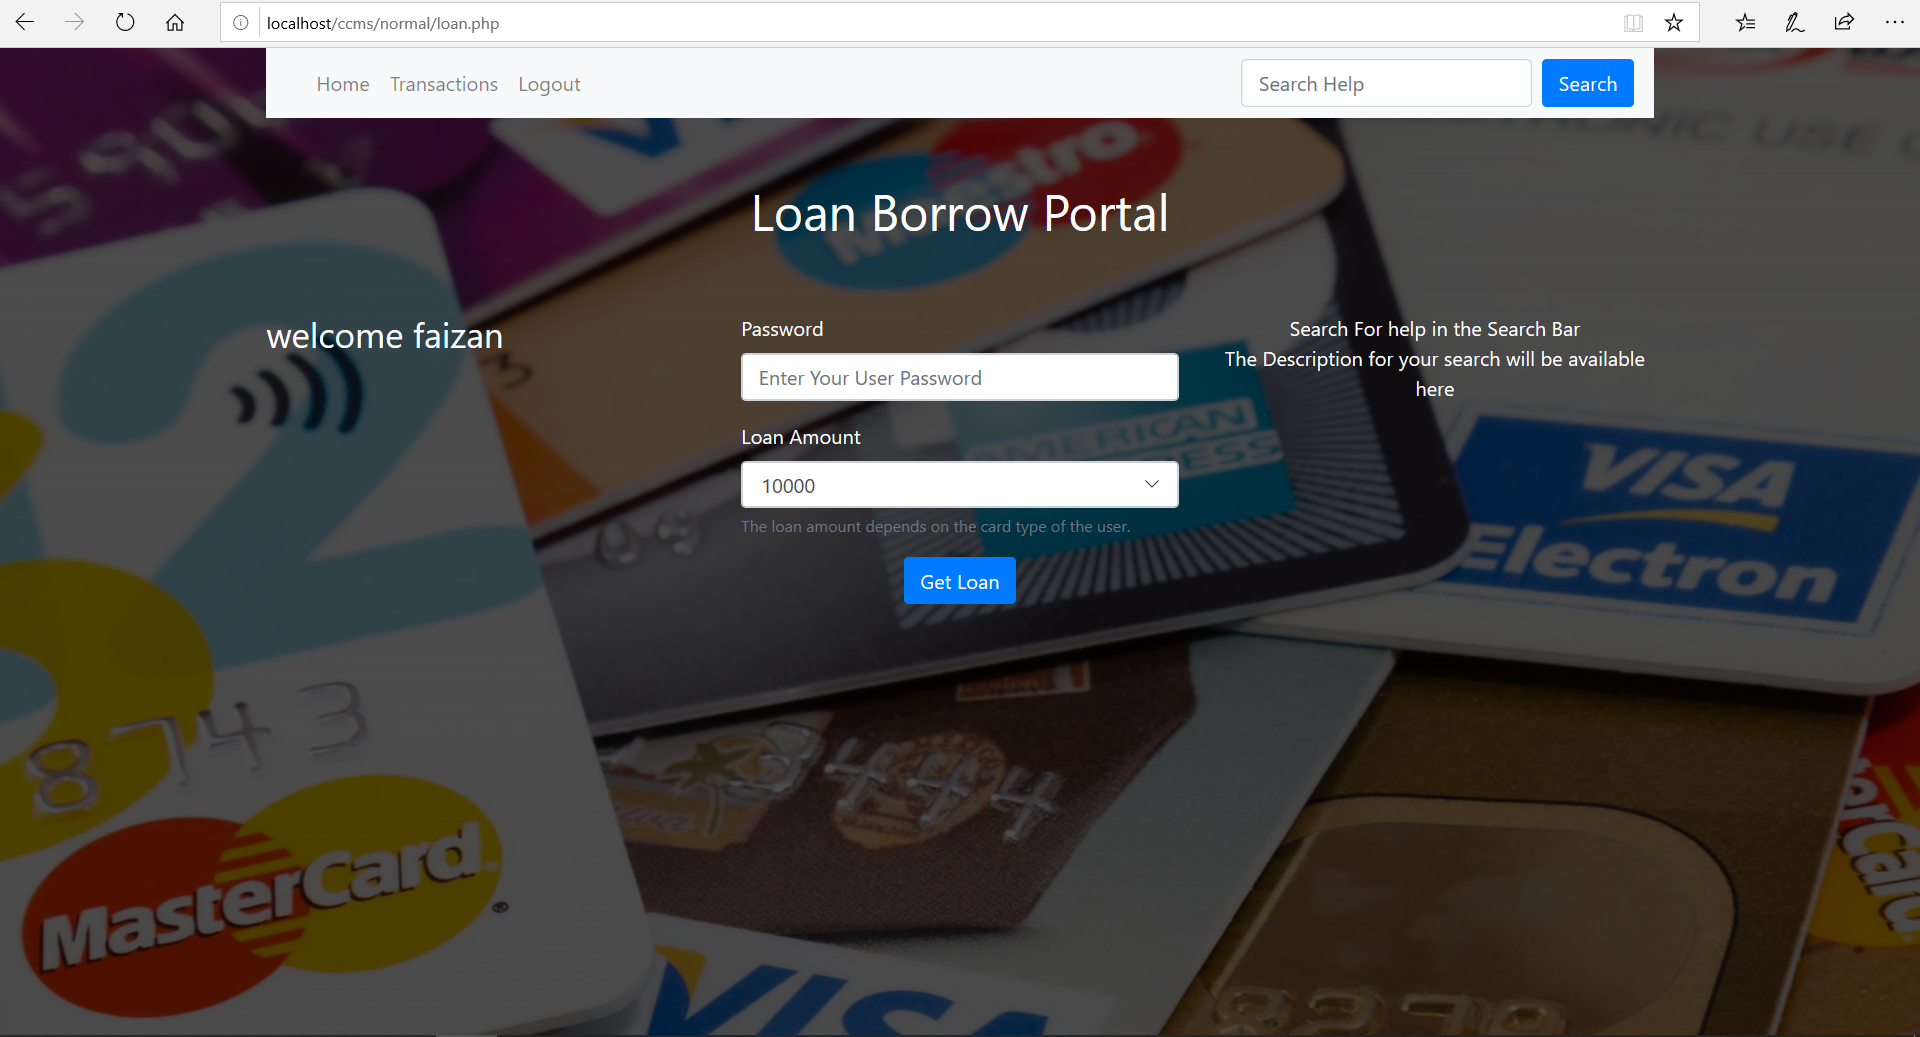 localhost/ccms/normal/loan.php
Home Transactions Logout
Search Help
Search
Loan Borrow Portal
welcome faizan
Password
Enter Your User Password
Loan Amount
10000
The loan amount depends on the card type of the user.
Get Loan
Search For help in the Search Bar
The Description for your search will be available
here
Maestro
AMERICAN
VISA
Electron
8743
MasterCard
3444
VISA
8279